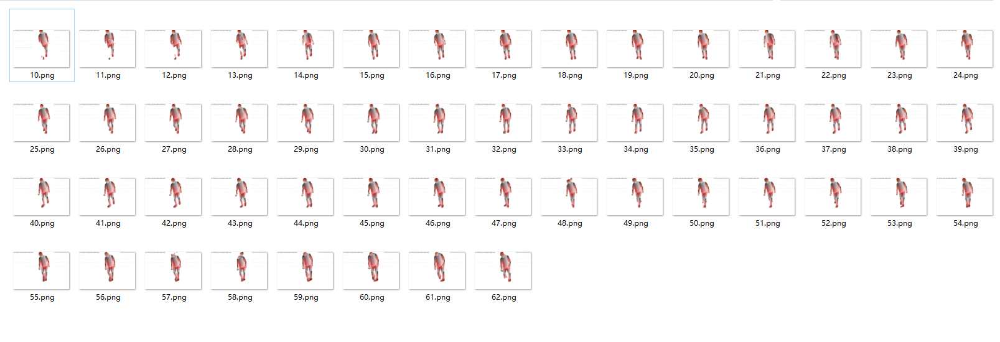 10.png 11.png 12.png 13.png 14.png 15.png 16.png 17.png 18.png 19.png 20.png 21.png 22.png 23.png 24.png
25.png 26.png 27.png 28.png 29.png 30.png 31.png 32.png 33.png 34.png 35.png 36.png 37.png 38.png 39.png
40.png 41.png 42.png 43.png 44.png 45.png 46.png 47.png 48.png 49.png 50.png 51.png 52.png 53.png 54.png
55.png 56.png 57.png 58.png 59.png 60.png 61.png 62.png